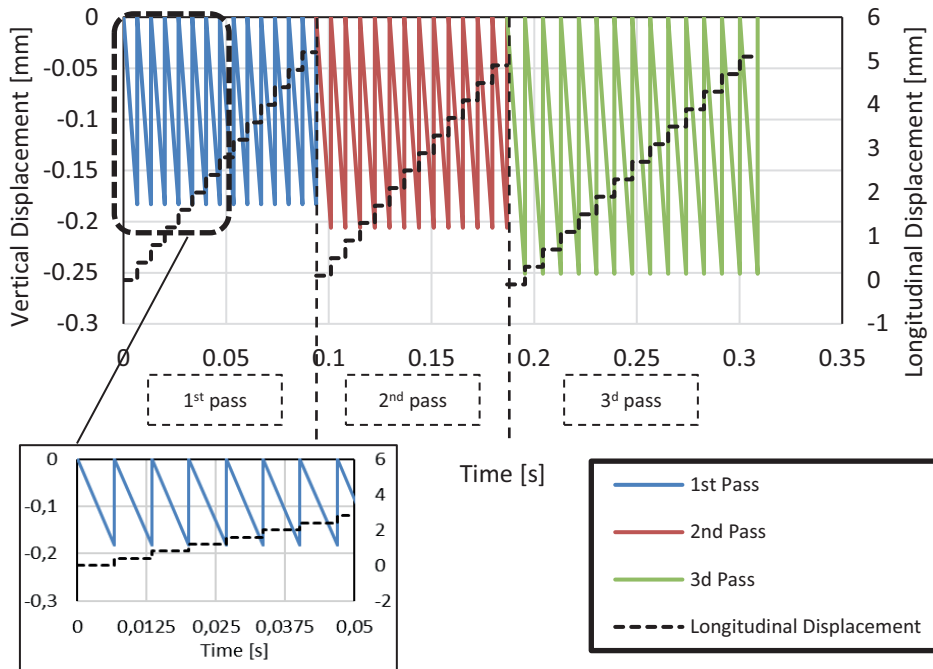 Vertical Displacement [mm]
0
-0.05
-0.1
-0.15
-0.2
-0.25
-0.3
6
5
4
3
2
1
0
-1
Longitudinal Displacement [mm]
0 0.05 0.1 0.15 0.2 0.25 0.3 0.35
1st pass 2nd pass 3d pass
Time [s]
0
-0,1
-0,2
-0,3
6
4
2
0
-2
0 0,0125 0,025 0,0375 0,05
Time [s]
1st Pass
2nd Pass
3d Pass
Longitudinal Displacement